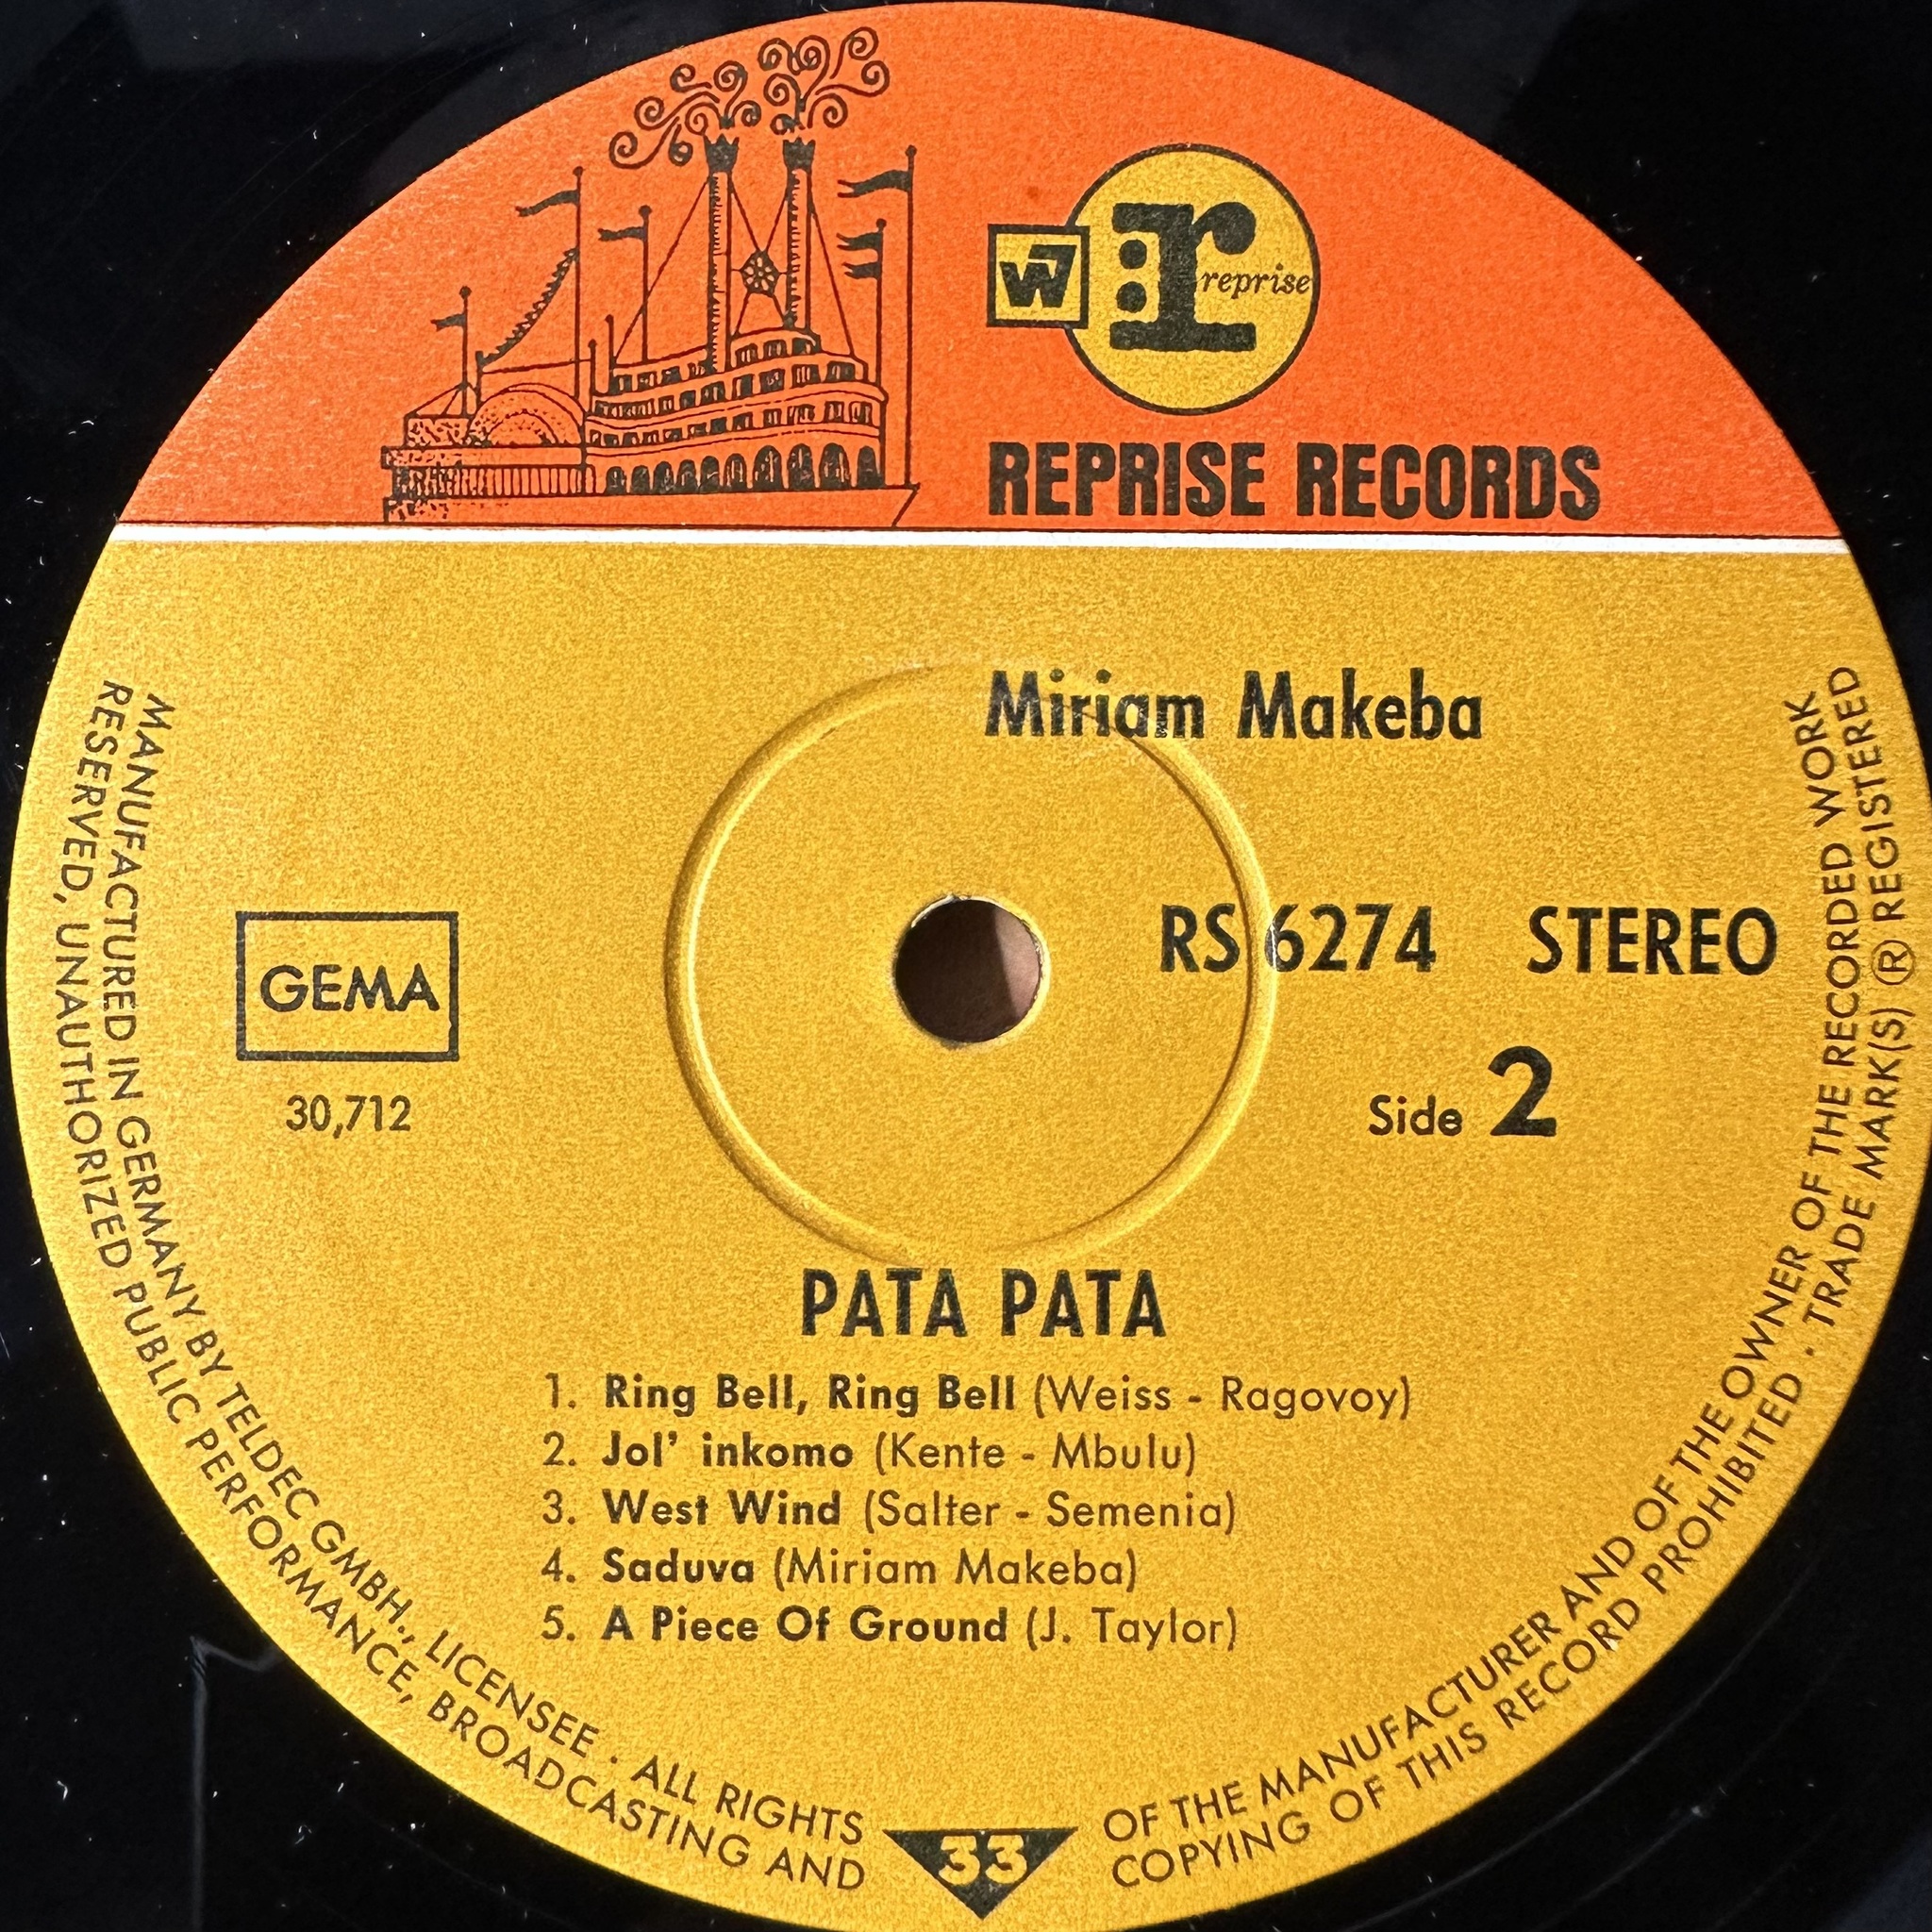 W7
r
reprise
REPRISE RECORDS
Miriam Makeba
RS 6274 STEREO
GEMA
30,712
Side 2
PATA PATA
1. Ring Bell, Ring Bell (Weiss - Ragovoy)
2. Jol' inkomo (Kente - Mbulu)
3. West Wind (Salter - Semenia)
4. Saduva (Miriam Makeba)
5. A Piece Of Ground (J. Taylor)
MANUFACTURED IN GERMANY BY TELDEC GMBH., LICENSEE . ALL RIGHTS OF THE MANUFACTURER AND OF THE OWNER OF THE RECORDED WORK
RESERVED, UNAUTHORIZED PUBLIC PERFORMANCE, BROADCASTING AND COPYING OF THIS RECORD PROHIBITED . TRADE MARK(S) ® REGISTERED
33